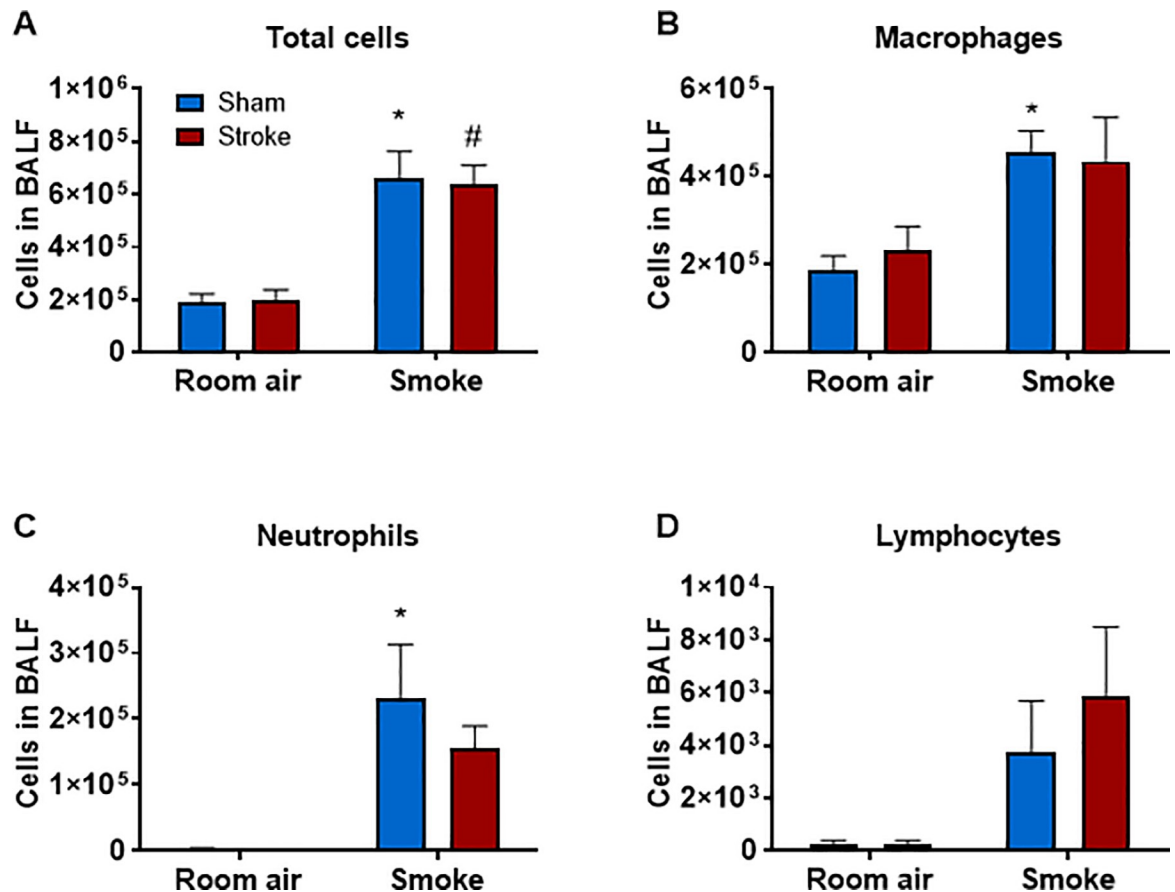 A
Total cells
Cells in BALF
1×10⁶
8×10⁵
6×10⁵
4×10⁵
2×10⁵
0
Sham
Stroke
*
#
Room air
Smoke
B
Macrophages
Cells in BALF
6×10⁵
4×10⁵
2×10⁵
0
*
Room air
Smoke
C
Neutrophils
Cells in BALF
4×10⁵
3×10⁵
2×10⁵
1×10⁵
0
*
Room air
Smoke
D
Lymphocytes
Cells in BALF
1×10⁴
8×10³
6×10³
4×10³
2×10³
0
Room air
Smoke